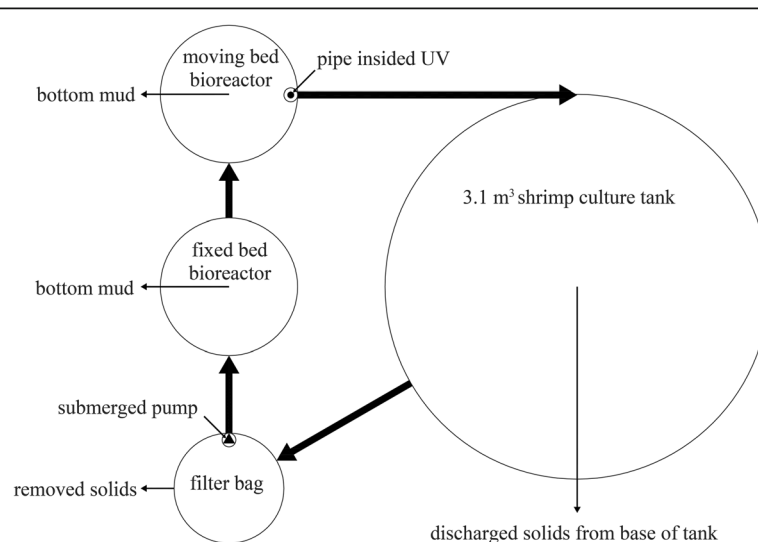 moving bed
bioreactor
pipe insided UV
bottom mud
3.1 m³ shrimp culture tank
fixed bed
bioreactor
bottom mud
submerged pump
filter bag
removed solids
discharged solids from base of tank